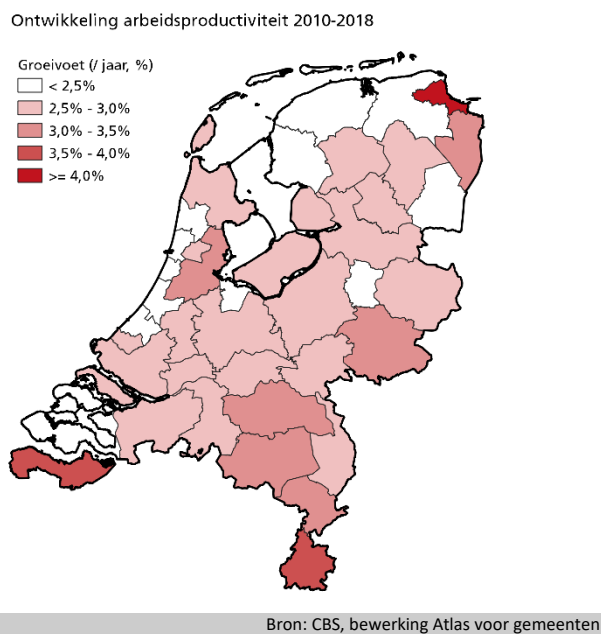 Ontwikkeling arbeidsproductiviteit 2010-2018
Groeivoet (/ jaar, %)
< 2,5%
2,5% - 3,0%
3,0% - 3,5%
3,5% - 4,0%
>= 4,0%
Bron: CBS, bewerking Atlas voor gemeenten